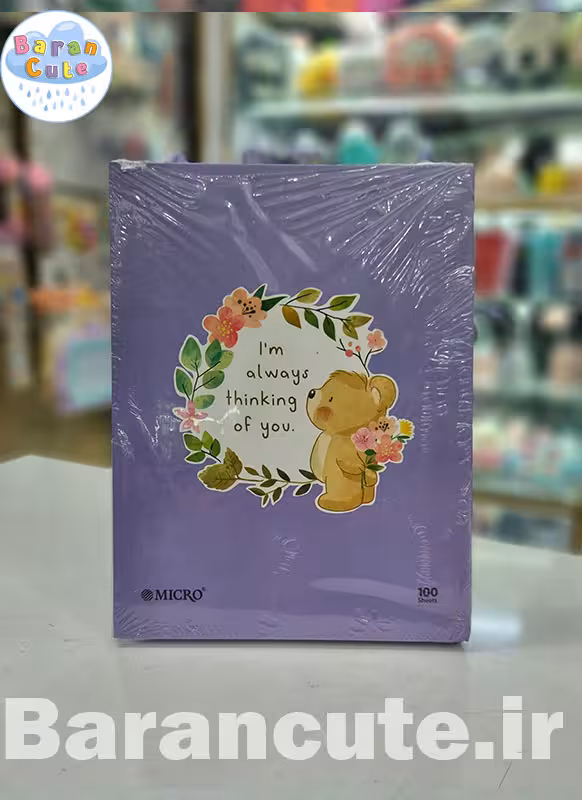 Baran
Cute
I'm
always
thinking
of you.
MICRO®
100
Sheets
Barancute.ir